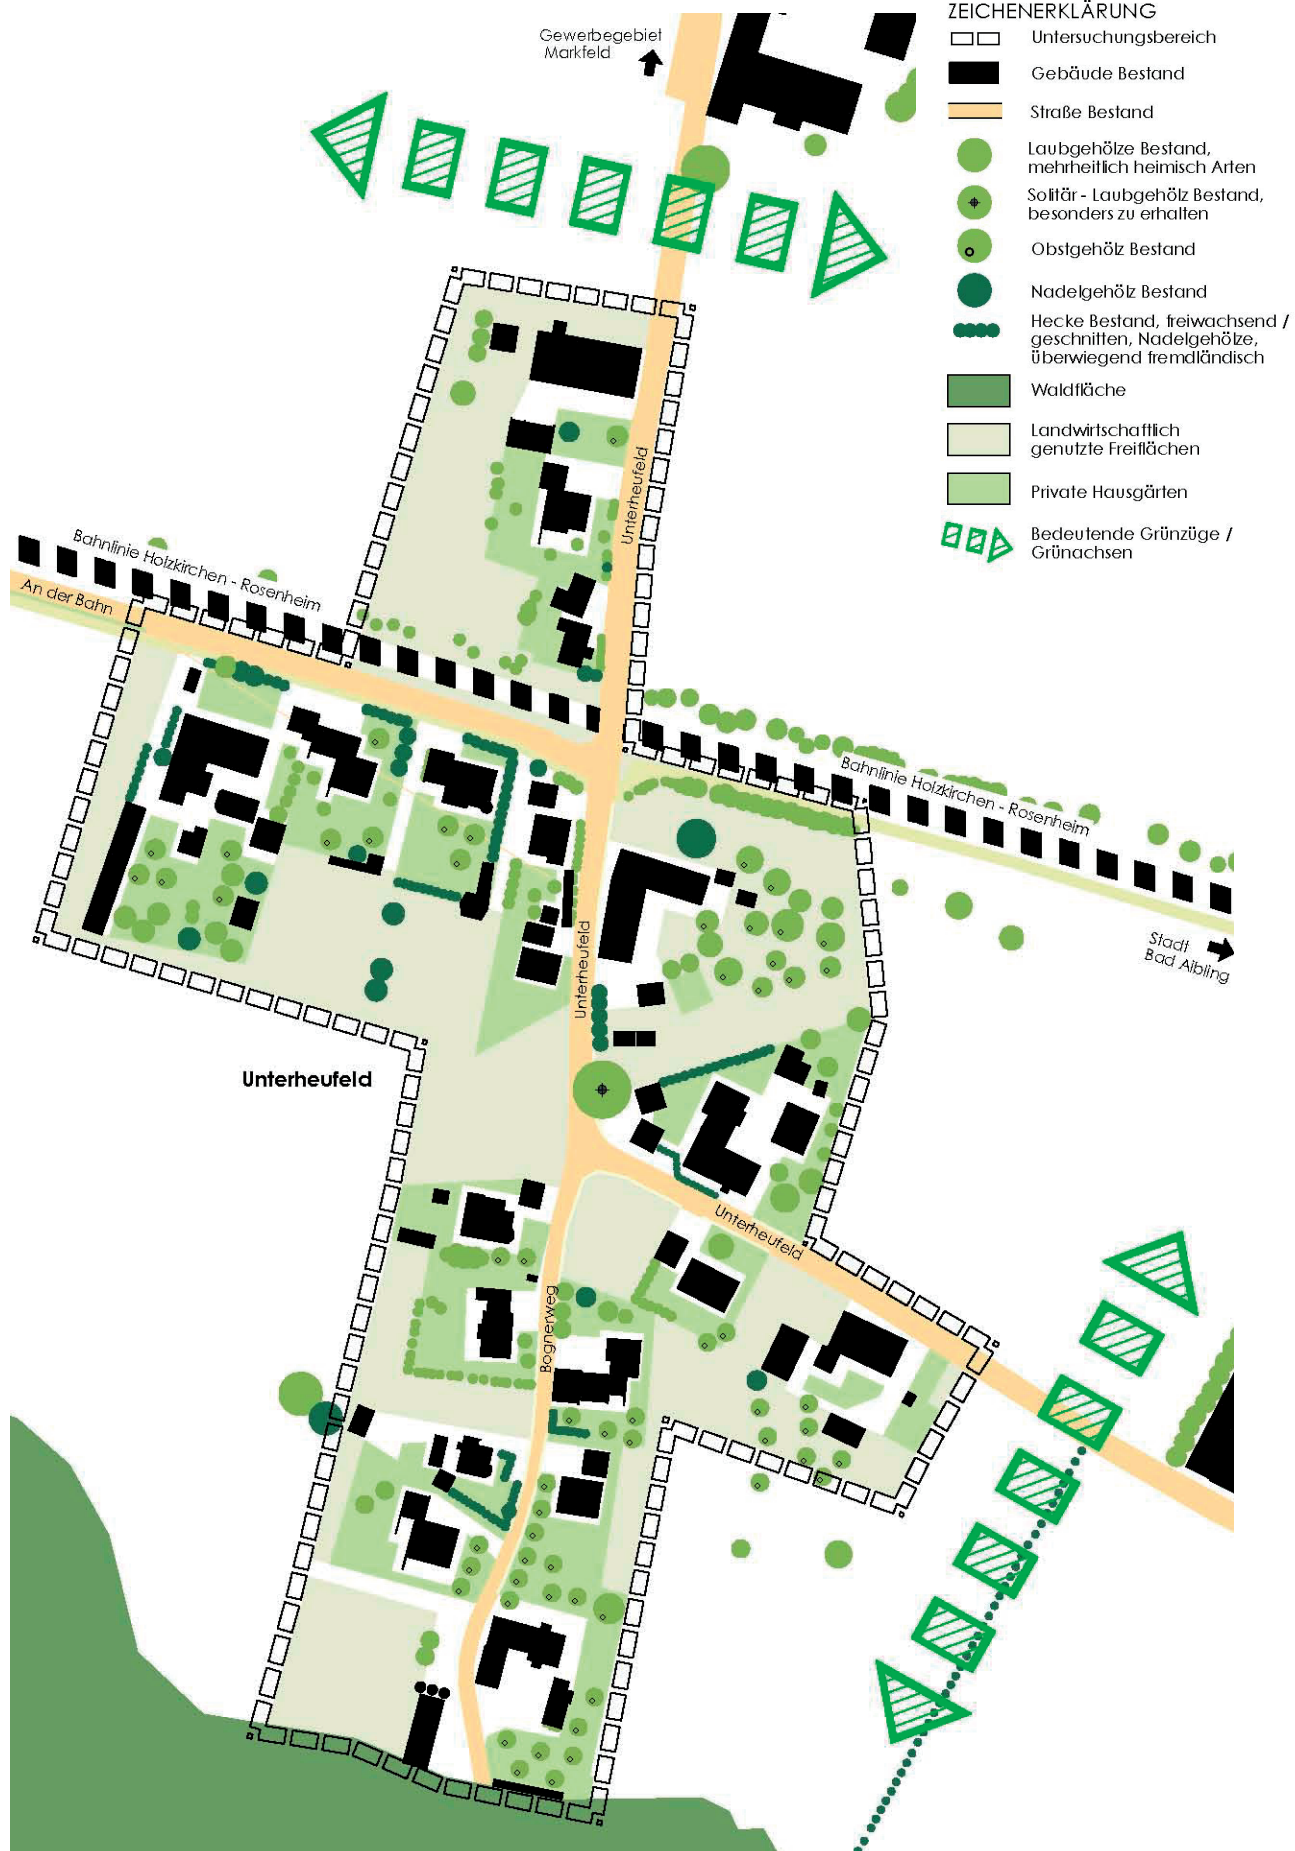 Gewerbegebiet
Markfeld
ZEICHENERKLÄRUNG
Untersuchungsbereich
Gebäude Bestand
Straße Bestand
Laubgehölze Bestand,
mehrheitlich heimisch Arten
Solitär - Laubgehölz Bestand,
besonders zu erhalten
Obstgehölz Bestand
Nadelgehölz Bestand
Hecke Bestand, freiwachsend /
geschnitten, Nadelgehölze,
überwiegend fremdländisch
Waldfläche
Landwirtschaftlich
genutzte Freiflächen
Private Hausgärten
Bedeutende Grünzüge /
Grünachsen
Unterheufeld
Bahnlinie Holzkirchen - Rosenheim
An der Bahn
Bahnlinie Holzkirchen - Rosenheim
Stadt
Bad Aibling
Unterheufeld
Unterheufeld
Unterheufeld
Bognerweg